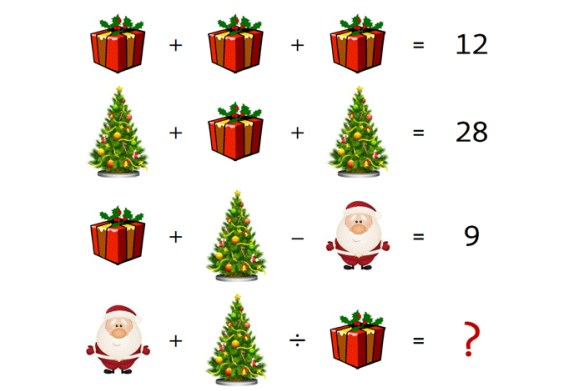 + + = 12
+ + = 28
+ − = 9
+ ÷ = ?